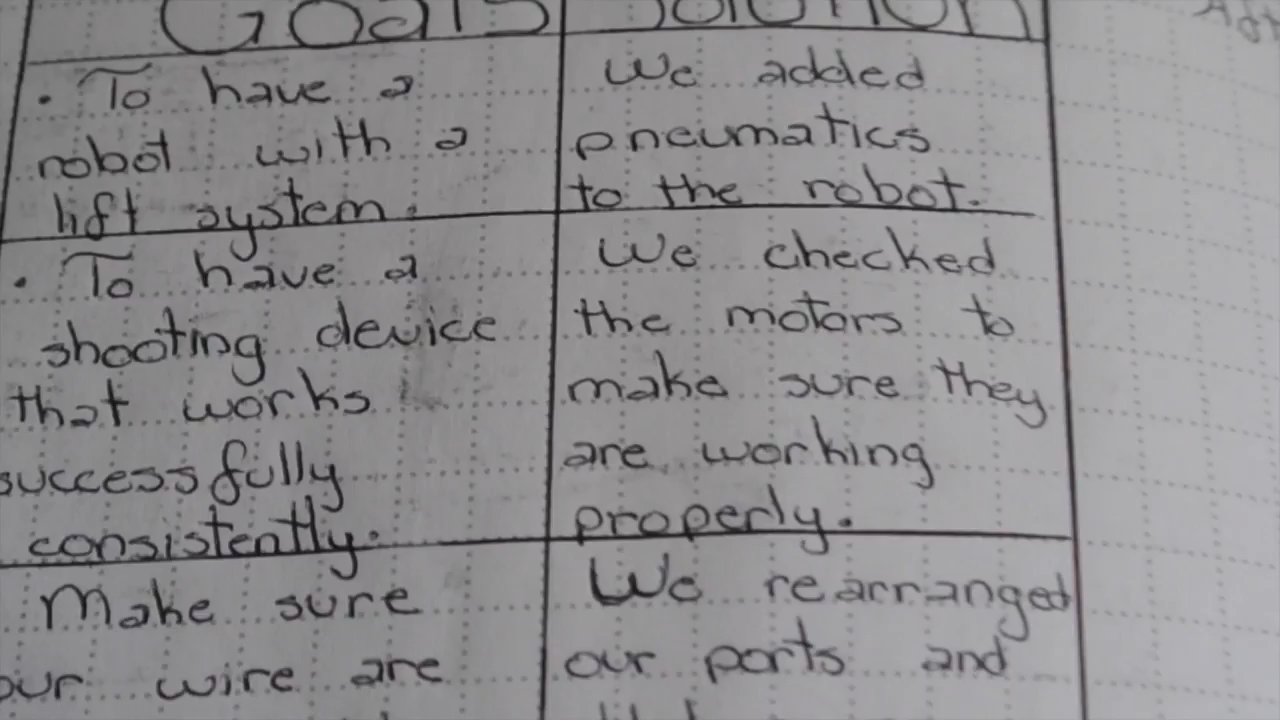 Goals Solution
• To have a
robot with a
lift system.
We added
pneumatics
to the robot.
• To have a
shooting device
that works
successfully
consistently.
We checked
the motors to
make sure they
are working
properly.
Make sure
our wire are
We rearranged
our ports and